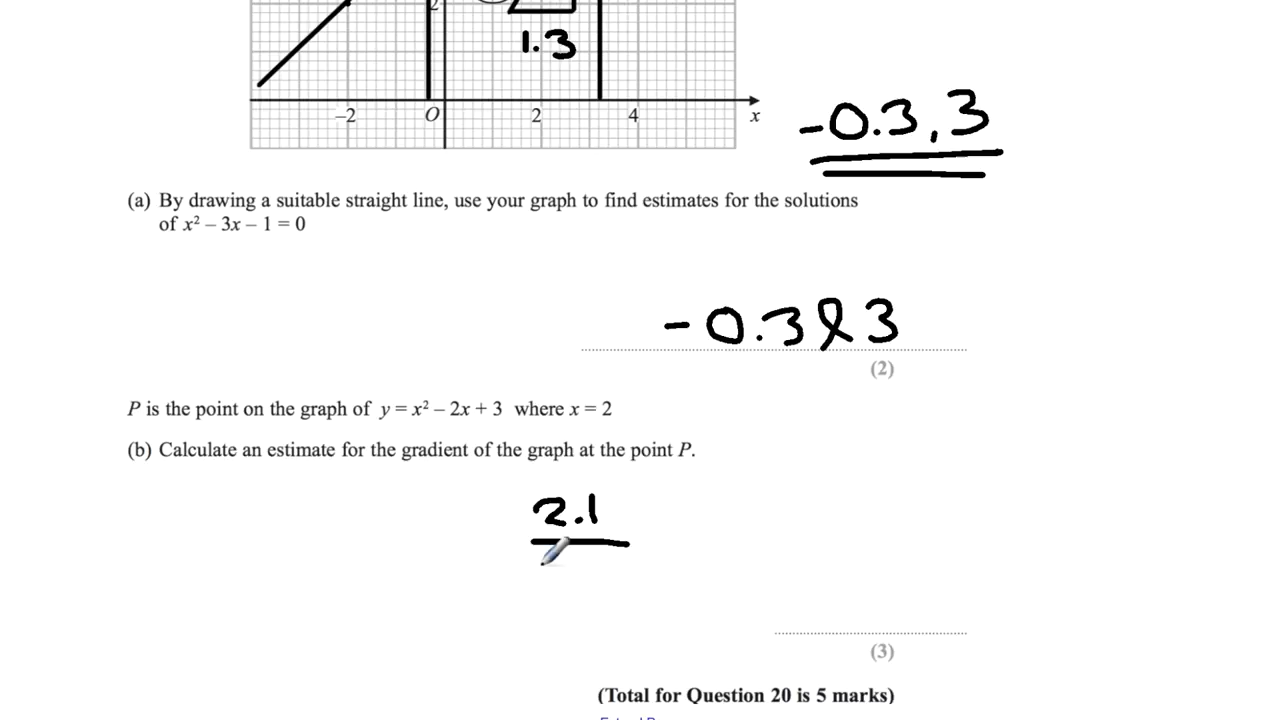 2
1.3
-2 O 2 4 x
-0.3, 3
(a) By drawing a suitable straight line, use your graph to find estimates for the solutions
of x² – 3x – 1 = 0
-0.3 & 3
(2)
P is the point on the graph of y = x² – 2x + 3 where x = 2
(b) Calculate an estimate for the gradient of the graph at the point P.
2.1
(3)
(Total for Question 20 is 5 marks)